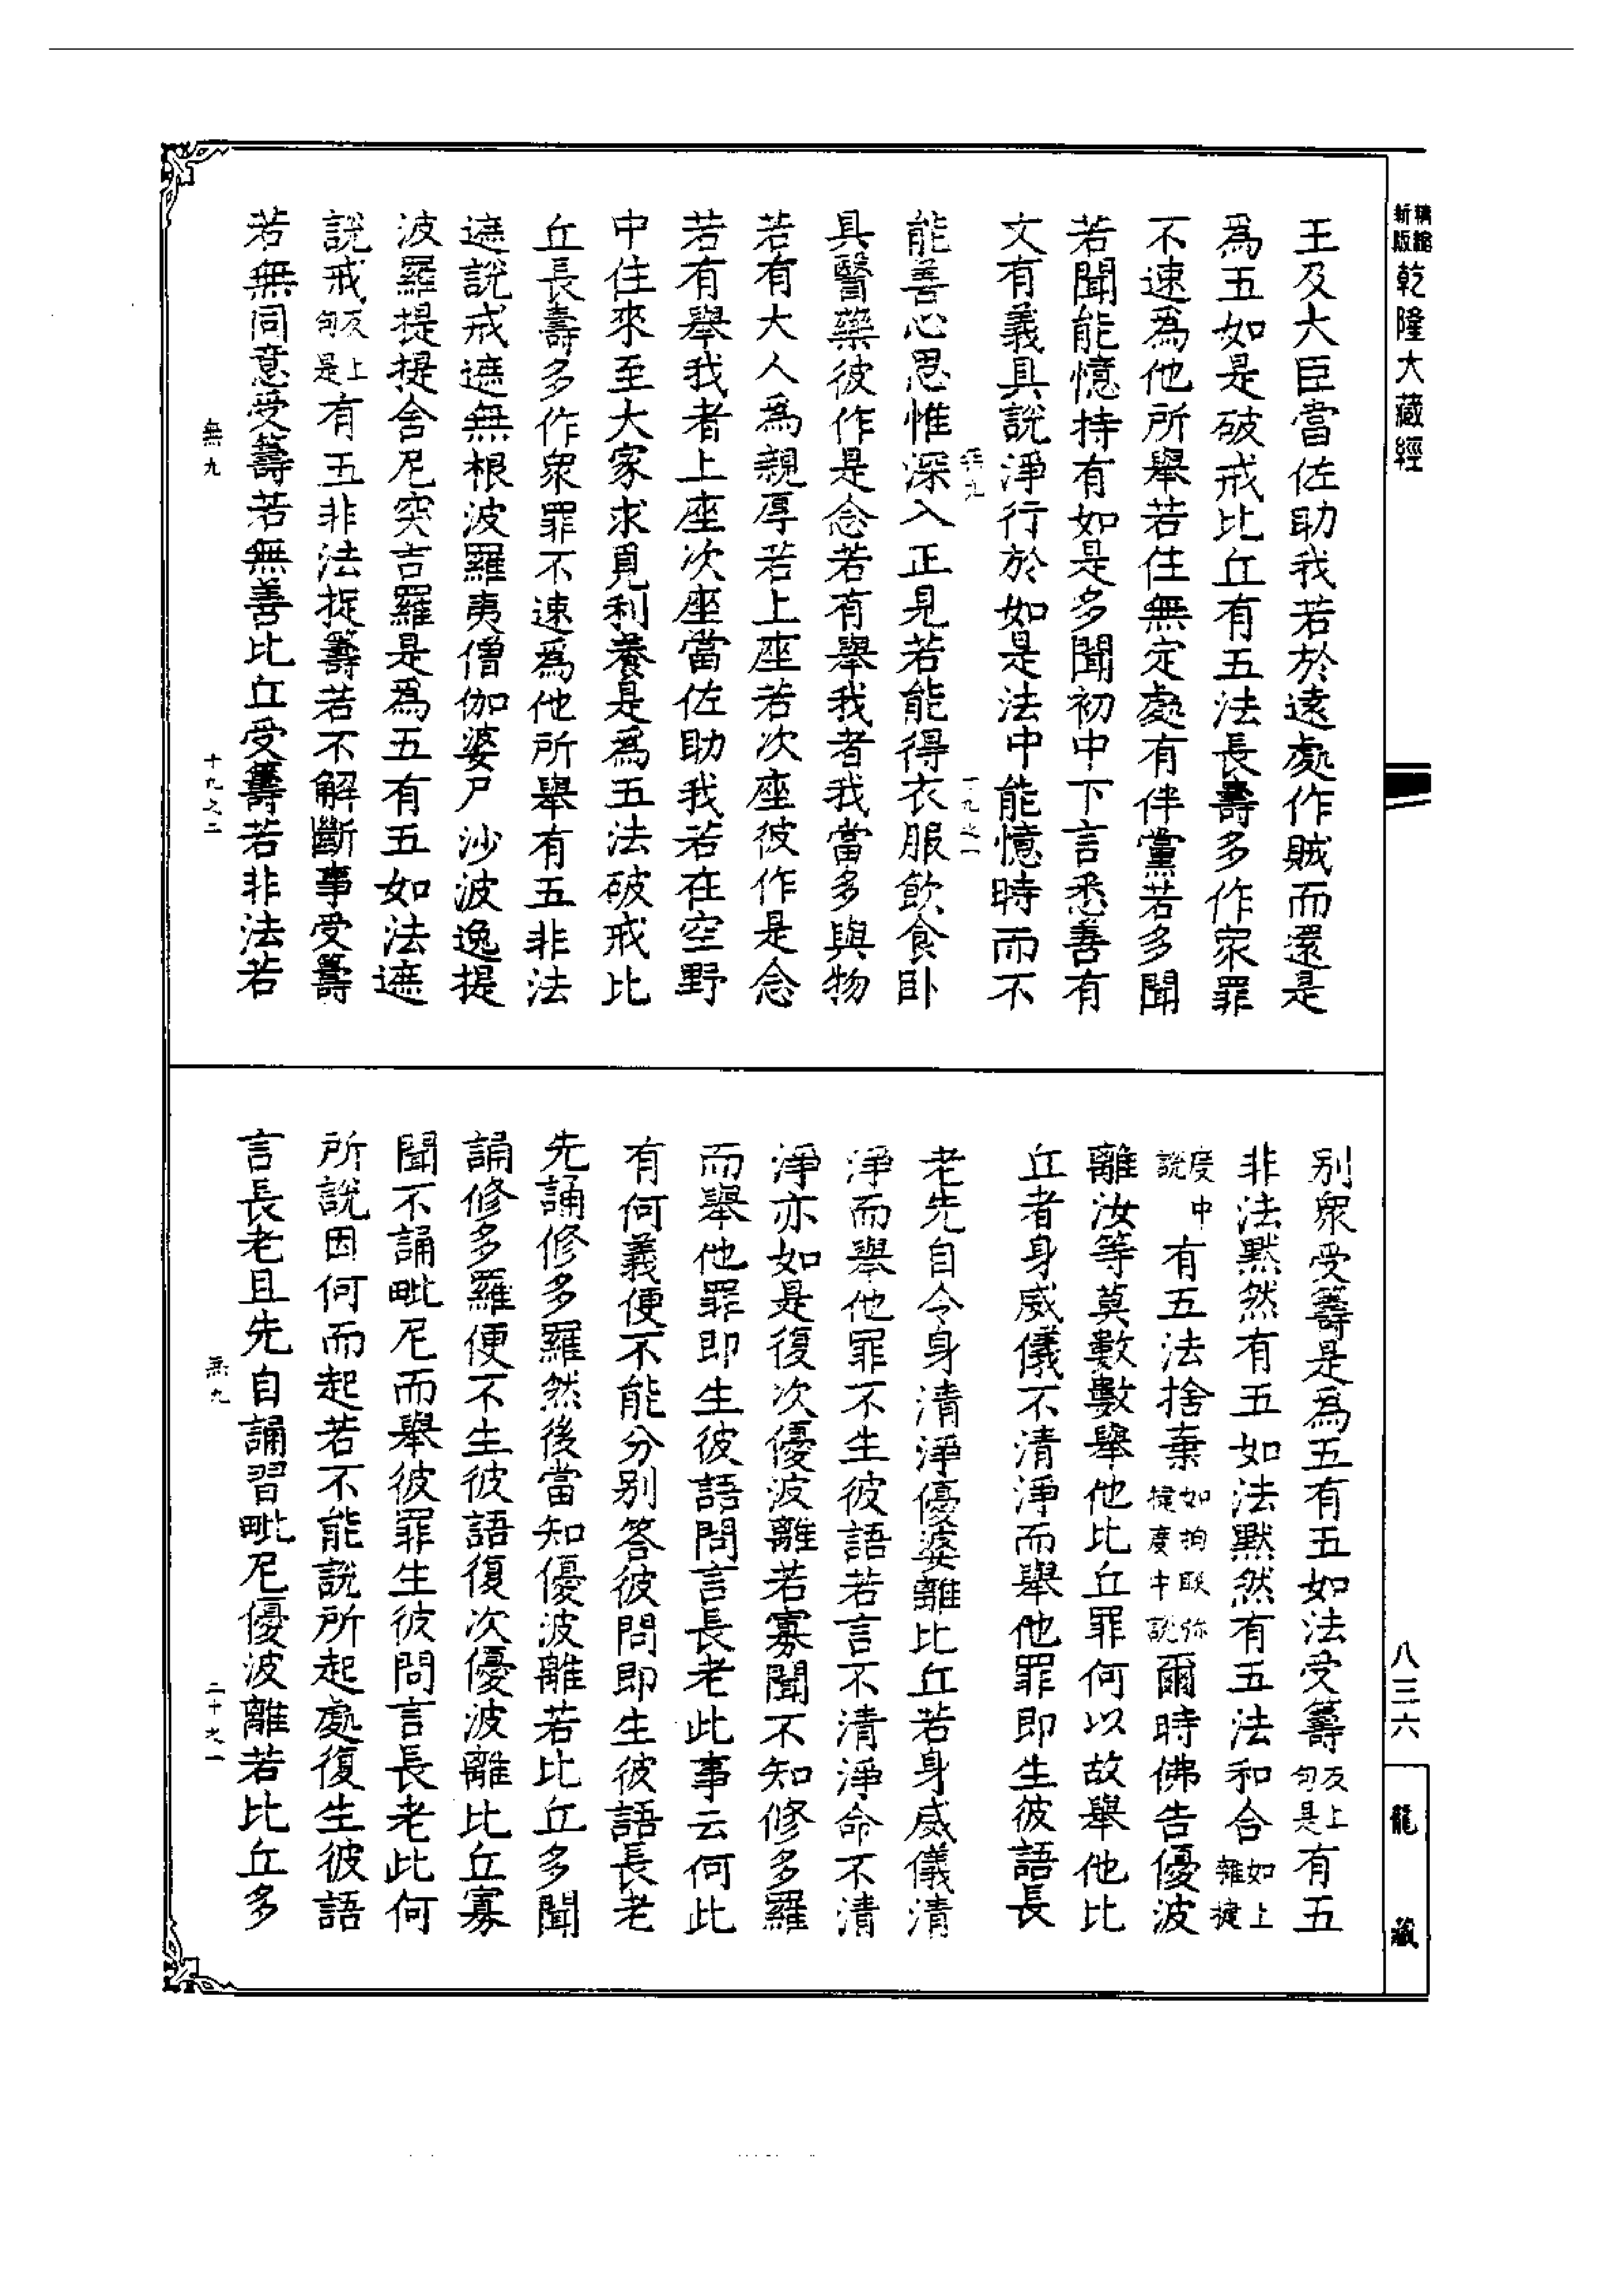 新版
精縮
乾隆大藏經
王及大臣當佐助我若於遠處作賊而還是
為五如是破戒比丘有五法長壽多作眾罪
不速為他所舉若住無定處有伴黨若多聞
若聞能憶持有如是多聞初中下言悉善有
文有義具說淨行於如是法中能憶時而不
能善心思惟深入正見若能得衣服飲食臥
具醫藥彼作是念若有舉我者我當多與物
若有大人為親厚若上座若次座彼作是念
若有舉我者上座次座當佐助我若在空野
中住來至大家求覓利養是為五法破戒比
丘長壽多作眾罪不速為他所舉有五非法
遮說戒遮無根波羅夷僧伽婆尸沙波逸提
波羅提提舍尼突吉羅是為五有五如法遮
說戒反上句是有五非法捉籌若不解斷事受籌
若無同意受籌若無善比丘受籌若非法若
無九
十九之二
別眾受籌是為五有五如法受籌反上句是有五
非法默然有五如法默然有五法和合如上雜揵
度中說有五法捨棄如拘睒彌揵度中說爾時佛告優波
離汝等莫數數舉他比丘罪何以故舉他比
丘者身威儀不清淨而舉他罪即生彼語長
老先自令身清淨優婆離比丘若身威儀清
淨而舉他罪不生彼語若言不清淨命不清
淨亦如是復次優波離若寡聞不知修多羅
而舉他罪即生彼語問言長老此事云何此
有何義便不能分別答彼問即生彼語長老
先誦修多羅然後當知優波離若比丘多聞
誦修多羅便不生彼語復次優波離比丘寡
聞不誦毗尼而舉彼罪生彼問言長老此何
所說因何而起若不能說所起處復生彼語
言長老且先自誦習毗尼優波離若比丘多
無九
二十之一
八三六
龍藏